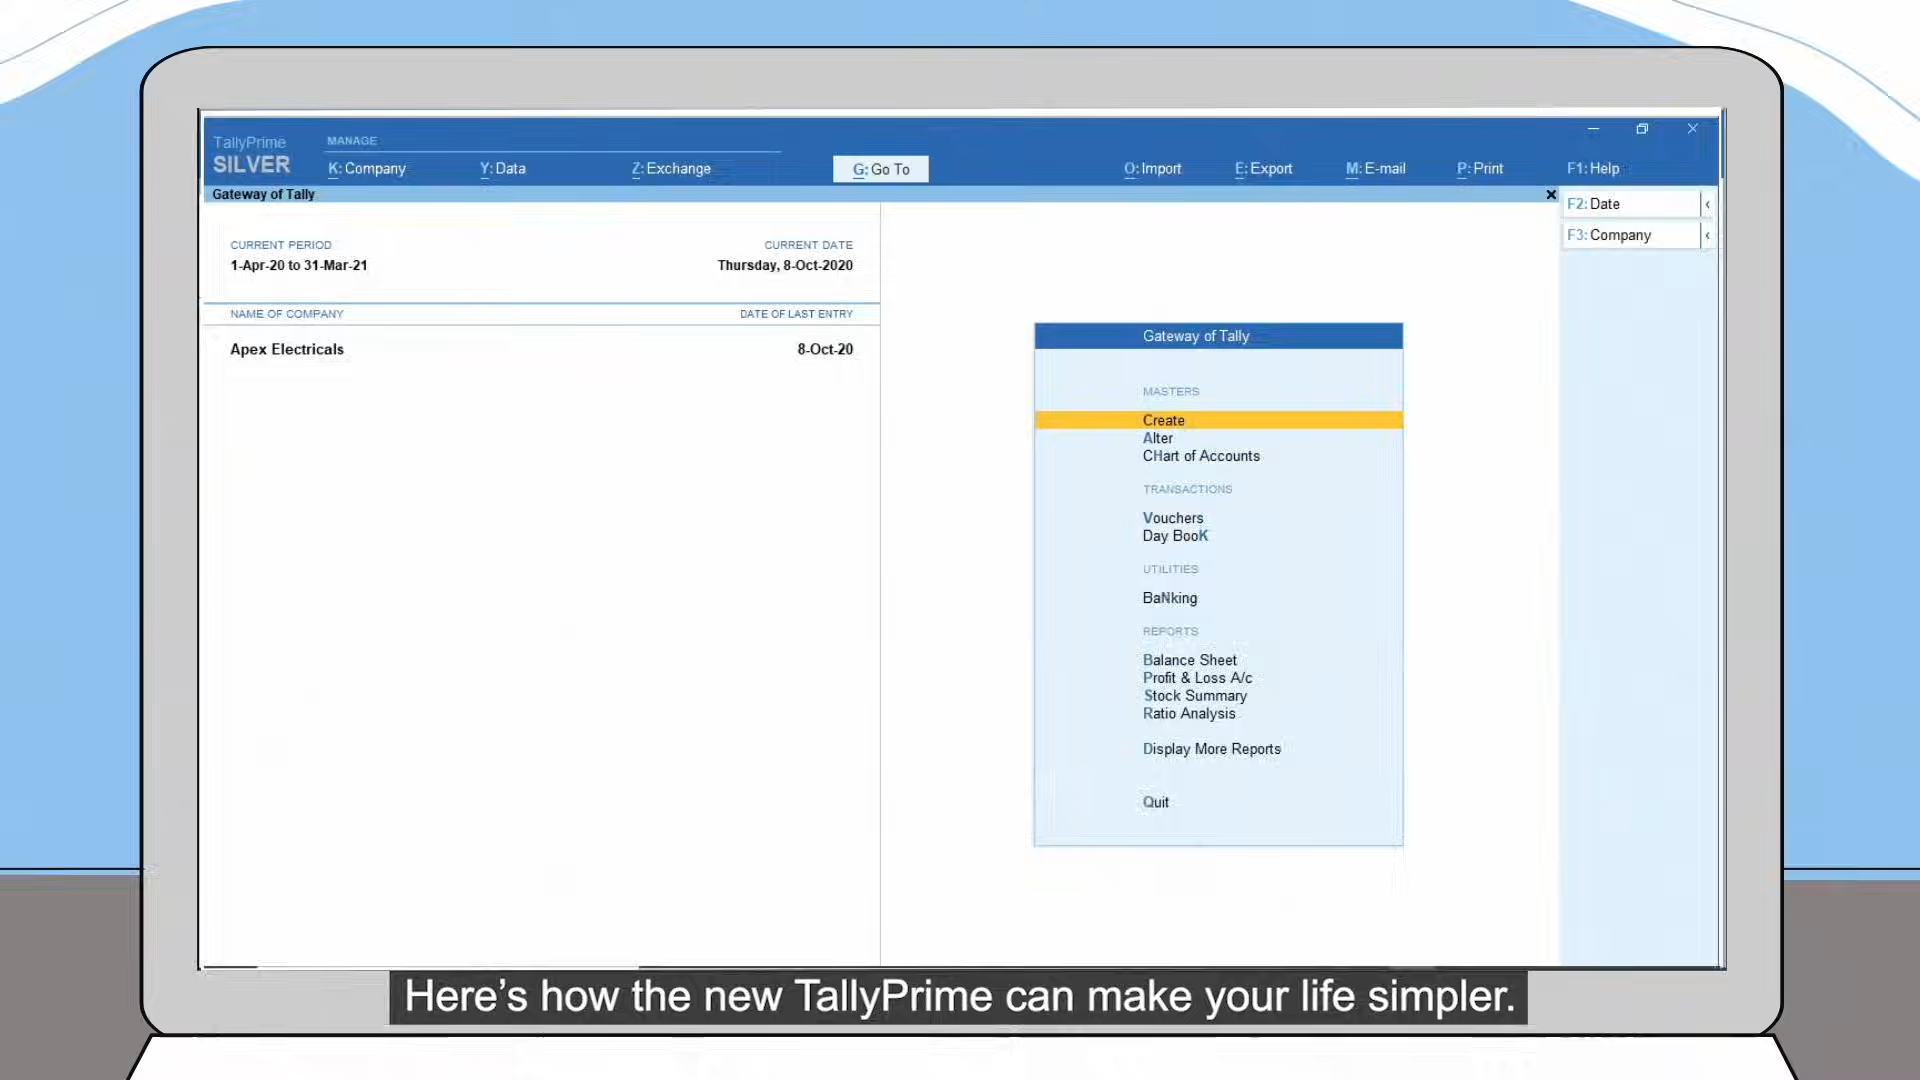 TallyPrime
SILVER
MANAGE
K: Company
Y: Data
Z: Exchange
G: Go To
O: Import
E: Export
M: E-mail
P: Print
F1: Help
Gateway of Tally
F2: Date
F3: Company
CURRENT PERIOD
CURRENT DATE
1-Apr-20 to 31-Mar-21
Thursday, 8-Oct-2020
NAME OF COMPANY
DATE OF LAST ENTRY
Apex Electricals
8-Oct-20
Gateway of Tally
MASTERS
Create
Alter
CHart of Accounts
TRANSACTIONS
Vouchers
Day BooK
UTILITIES
BaNking
REPORTS
Balance Sheet
Profit & Loss A/c
Stock Summary
Ratio Analysis
Display More Reports
Quit
Here's how the new TallyPrime can make your life simpler.